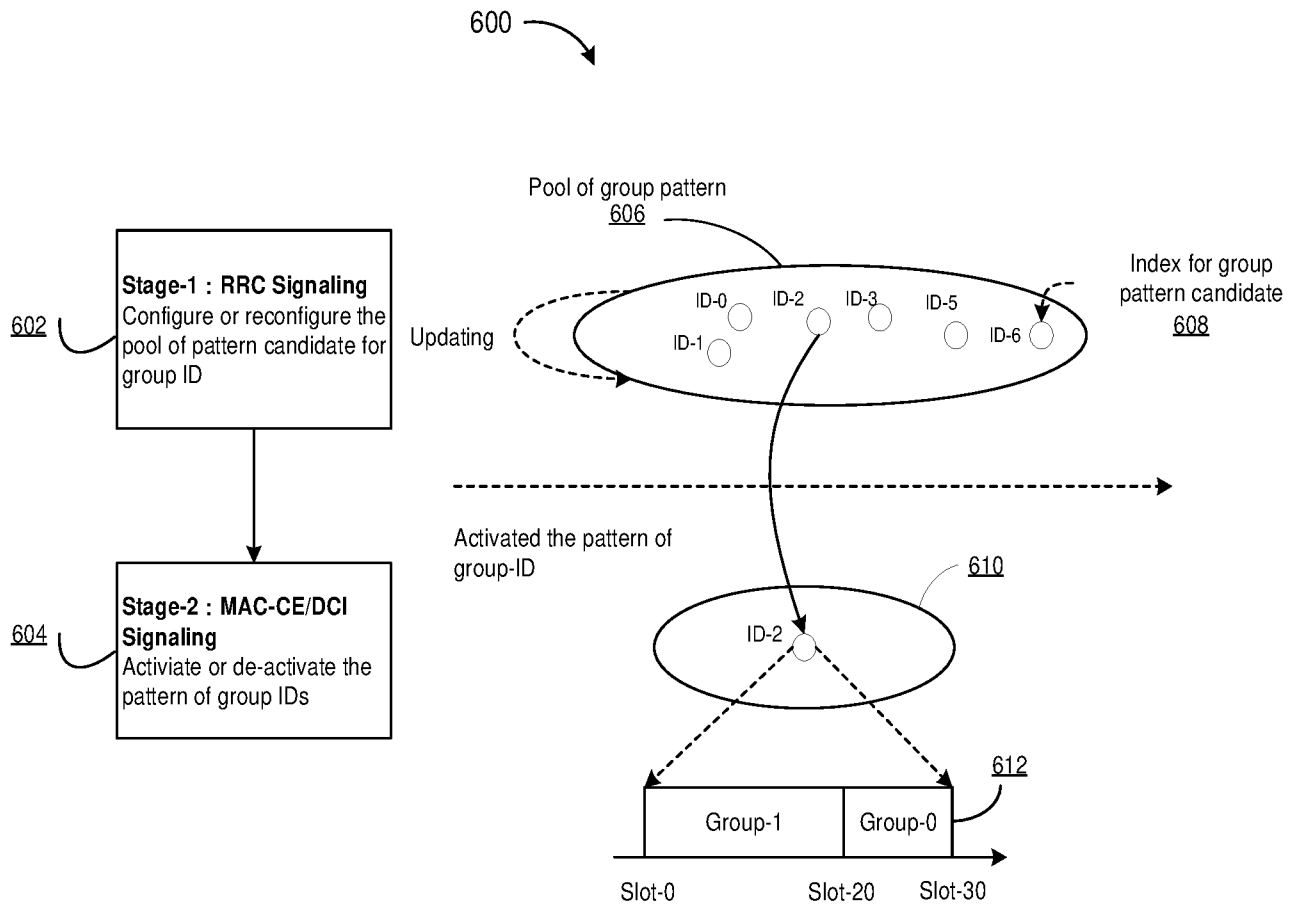 600
Pool of group pattern
606
Stage-1 : RRC Signaling
Configure or reconfigure the
pool of pattern candidate for
group ID
602
Updating
ID-0
ID-2
ID-3
ID-5
ID-1
ID-6
Index for group
pattern candidate
608
Activated the pattern of
group-ID
610
Stage-2 : MAC-CE/DCI
Signaling
Activiate or de-activate the
pattern of group IDs
604
ID-2
612
Group-1
Group-0
Slot-0
Slot-20
Slot-30